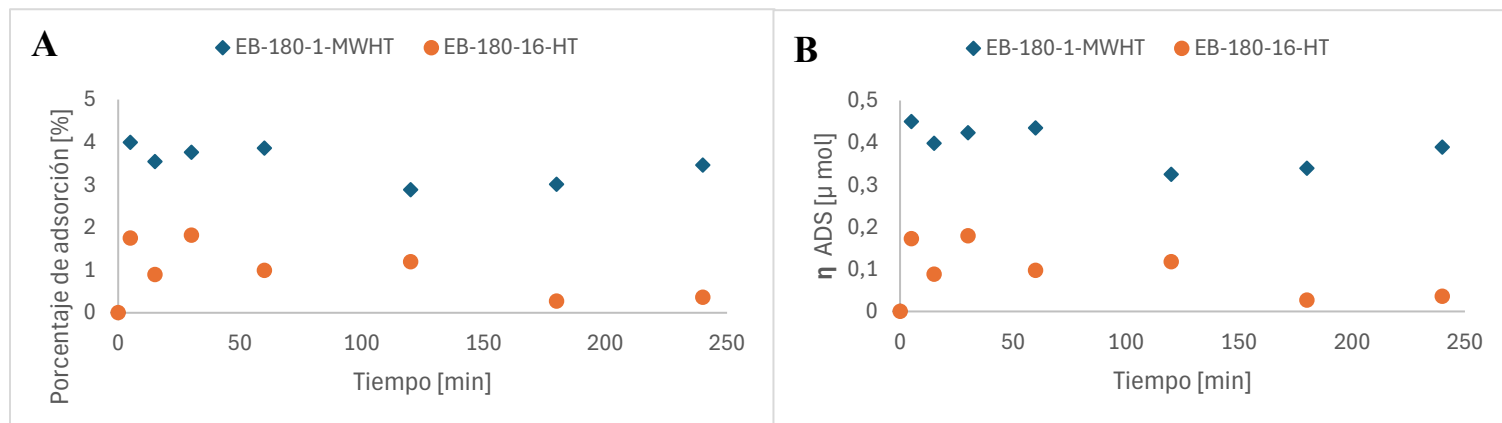 A
EB-180-1-MWHT
EB-180-16-HT
Porcentaje de adsorción [%]
5
4
3
2
1
0
0
50
100
150
200
250
Tiempo [min]
B
EB-180-1-MWHT
EB-180-16-HT
η ADS [µ mol]
0,5
0,4
0,3
0,2
0,1
0
0
50
100
150
200
250
Tiempo [min]